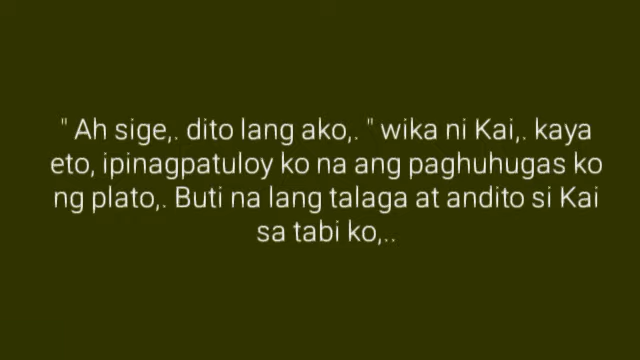 " Ah sige,. dito lang ako,. " wika ni Kai,. kaya
eto, ipinagpatuloy ko na ang paghuhugas ko
ng plato,. Buti na lang talaga at andito si Kai
sa tabi ko,..